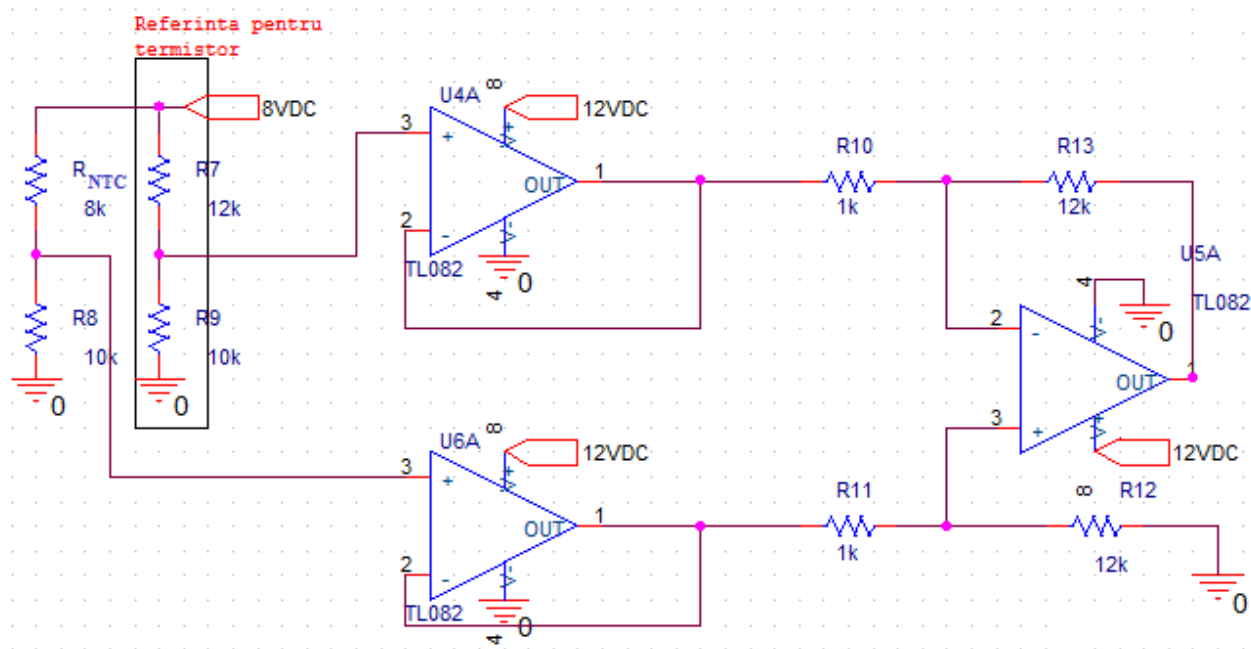 Referinta pentru
termistor
8VDC
R NTC
8k
R7
12k
R8
10k
R9
10k
0
0
U4A
8
12VDC
3
+
V+
OUT
1
2
-
V-
TL082
4
0
R10
1k
R13
12k
U5A
TL082
4
0
2
-
V-
OUT
1
3
+
V+
12VDC
8
U6A
8
12VDC
3
+
V+
OUT
1
2
-
V-
TL082
4
0
R11
1k
R12
12k
0